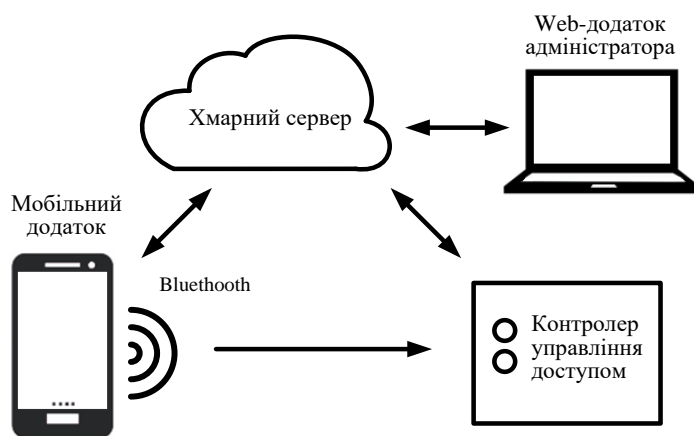 Web-додаток
адміністратора
Хмарний сервер
Мобільний
додаток
Bluethooth
Контролер
управління
доступом